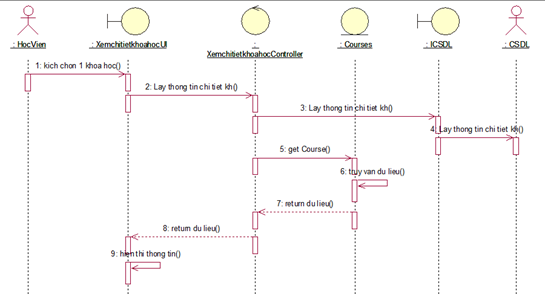 : HocVien
: XemchitietkhoahocUI
:
XemchitietkhoahocController
: Courses
: ICSDL
: CSDL
1: kich chon 1 khoa hoc()
2: Lay thong tin chi tiet kh()
3: Lay thong tin chi tiet kh()
4: Lay thong tin chi tiet kh()
5: get Course()
6: truy van du lieu()
7: return du lieu()
8: return du lieu()
9: hien thi thong tin()